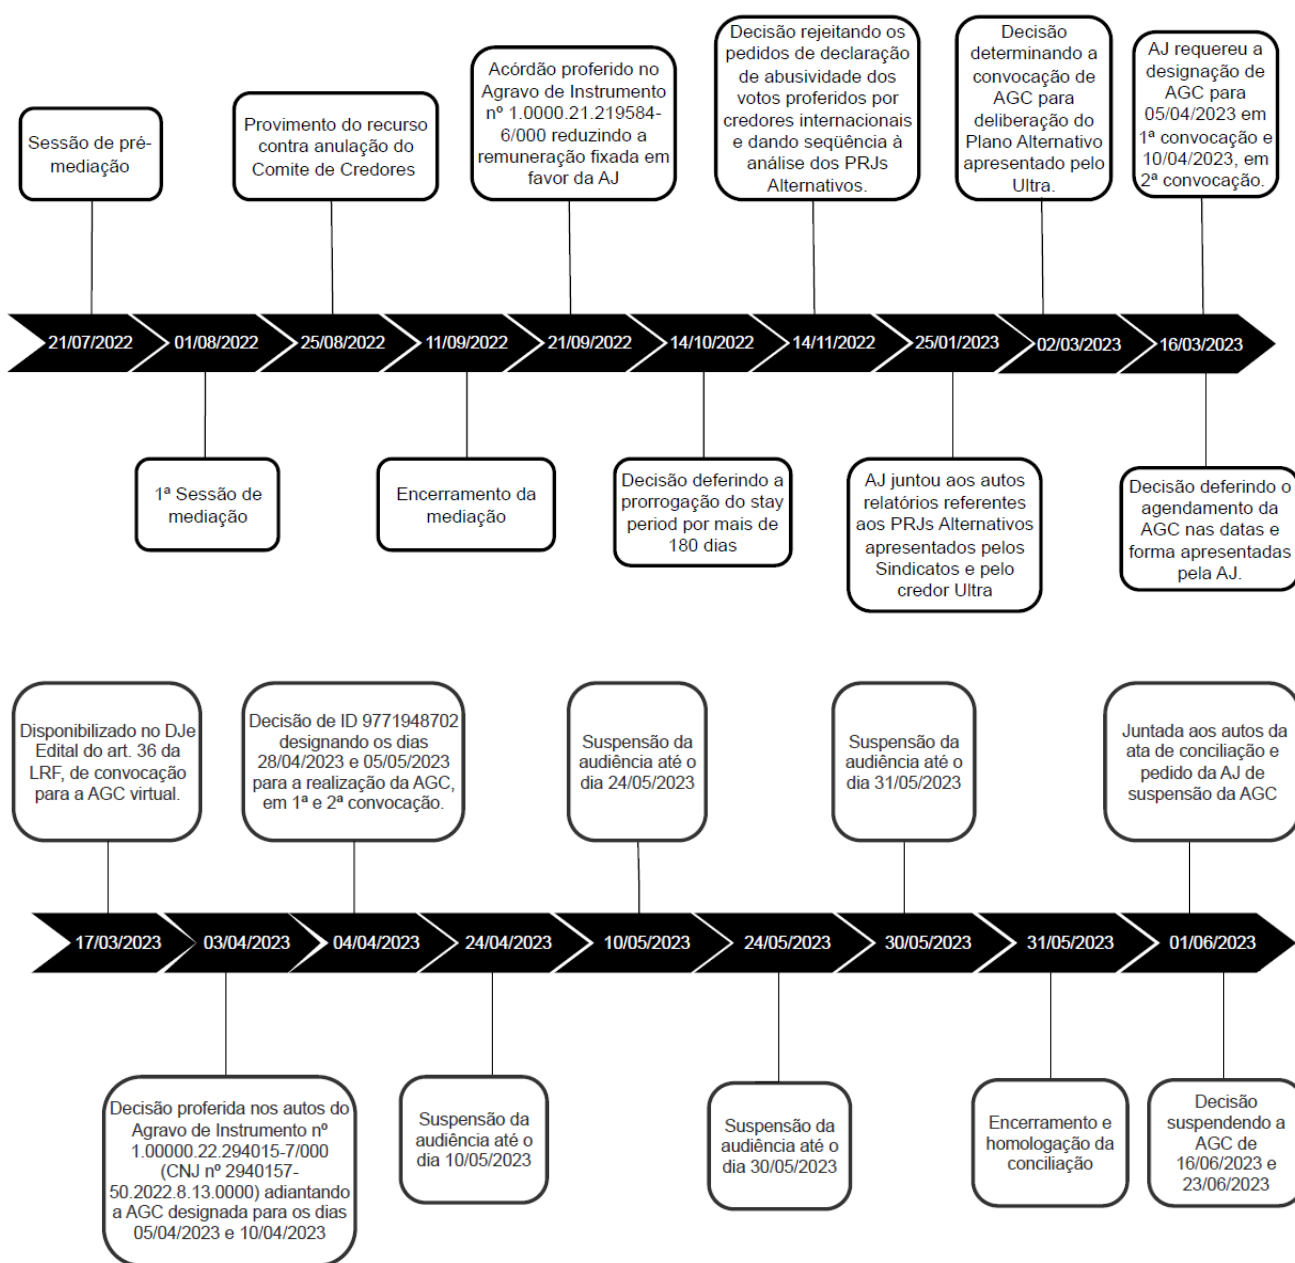 Sessão de pré-
mediação
Provimento do recurso
contra anulação do
Comite de Credores
Acórdão proferido no
Agravo de Instrumento
nº 1.0000.21.219584-
6/000 reduzindo a
remuneração fixada em
favor da AJ
Decisão rejeitando os
pedidos de declaração
de abusividade dos
votos proferidos por
credores internacionais
e dando seqüência à
análise dos PRJs
Alternativos.
Decisão
determinando a
convocação de
AGC para
deliberação do
Plano Alternativo
apresentado pelo
Ultra.
AJ requereu a
designação de
AGC para
05/04/2023 em
1ª convocação e
10/04/2023, em
2ª convocação.
21/07/2022
01/08/2022
25/08/2022
11/09/2022
21/09/2022
14/10/2022
14/11/2022
25/01/2023
02/03/2023
16/03/2023
1ª Sessão de
mediação
Encerramento da
mediação
Decisão deferindo a
prorrogação do stay
period por mais de
180 dias
AJ juntou aos autos
relatórios referentes
aos PRJs Alternativos
apresentados pelos
Sindicatos e pelo
credor Ultra
Decisão deferindo o
agendamento da
AGC nas datas e
forma apresentadas
pela AJ.
Disponibilizado no DJe
Edital do art. 36 da
LRF, de convocação
para a AGC virtual.
Decisão de ID 9771948702
designando os dias
28/04/2023 e 05/05/2023
para a realização da AGC,
em 1ª e 2ª convocação.
Suspensão da
audiência até o
dia 24/05/2023
Suspensão da
audiência até o
dia 31/05/2023
Juntada aos autos da
ata de conciliação e
pedido da AJ de
suspensão da AGC
17/03/2023
03/04/2023
04/04/2023
24/04/2023
10/05/2023
24/05/2023
30/05/2023
31/05/2023
01/06/2023
Decisão proferida nos autos do
Agravo de Instrumento nº
1.00000.22.294015-7/000
(CNJ nº 2940157-
50.2022.8.13.0000) adiantando
a AGC designada para os dias
05/04/2023 e 10/04/2023
Suspensão da
audiência até o
dia 10/05/2023
Suspensão da
audiência até o
dia 30/05/2023
Encerramento e
homologação da
conciliação
Decisão
suspendendo a
AGC de
16/06/2023 e
23/06/2023